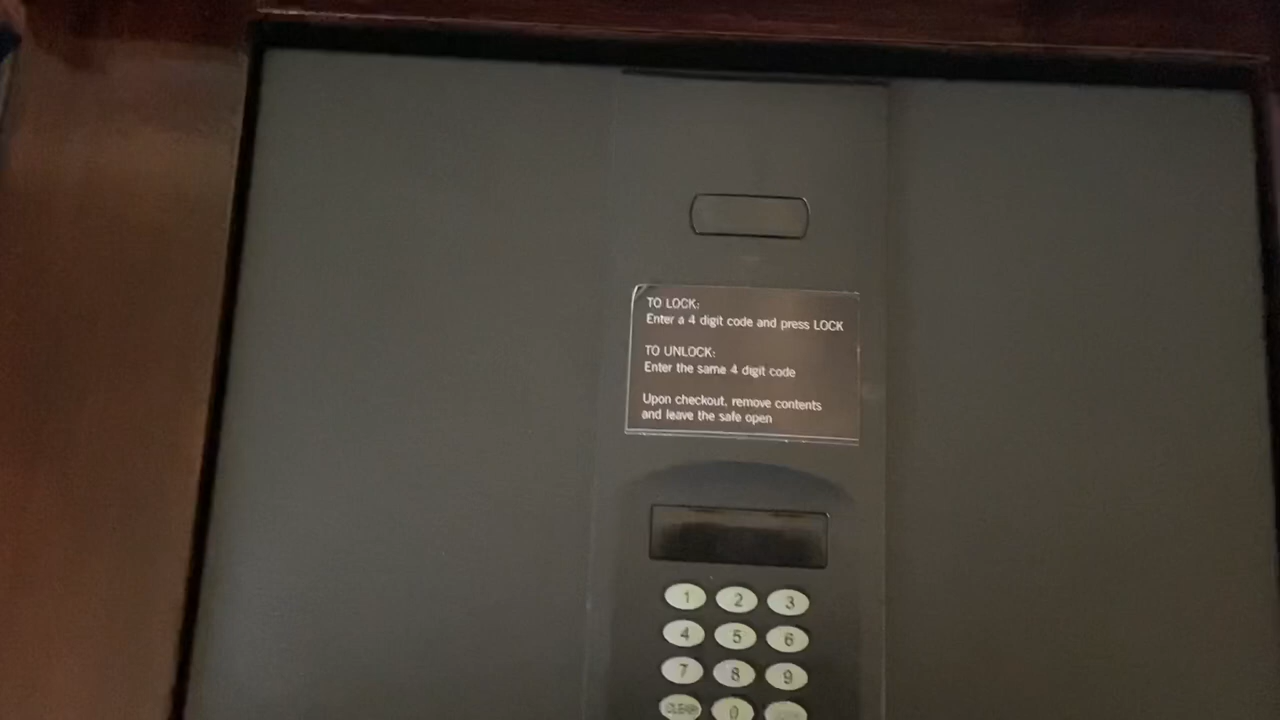 TO LOCK:
Enter a 4 digit code and press LOCK
TO UNLOCK:
Enter the same 4 digit code
Upon checkout, remove contents
and leave the safe open
1 2 3
4 5 6
7 8 9
CLEAR 0